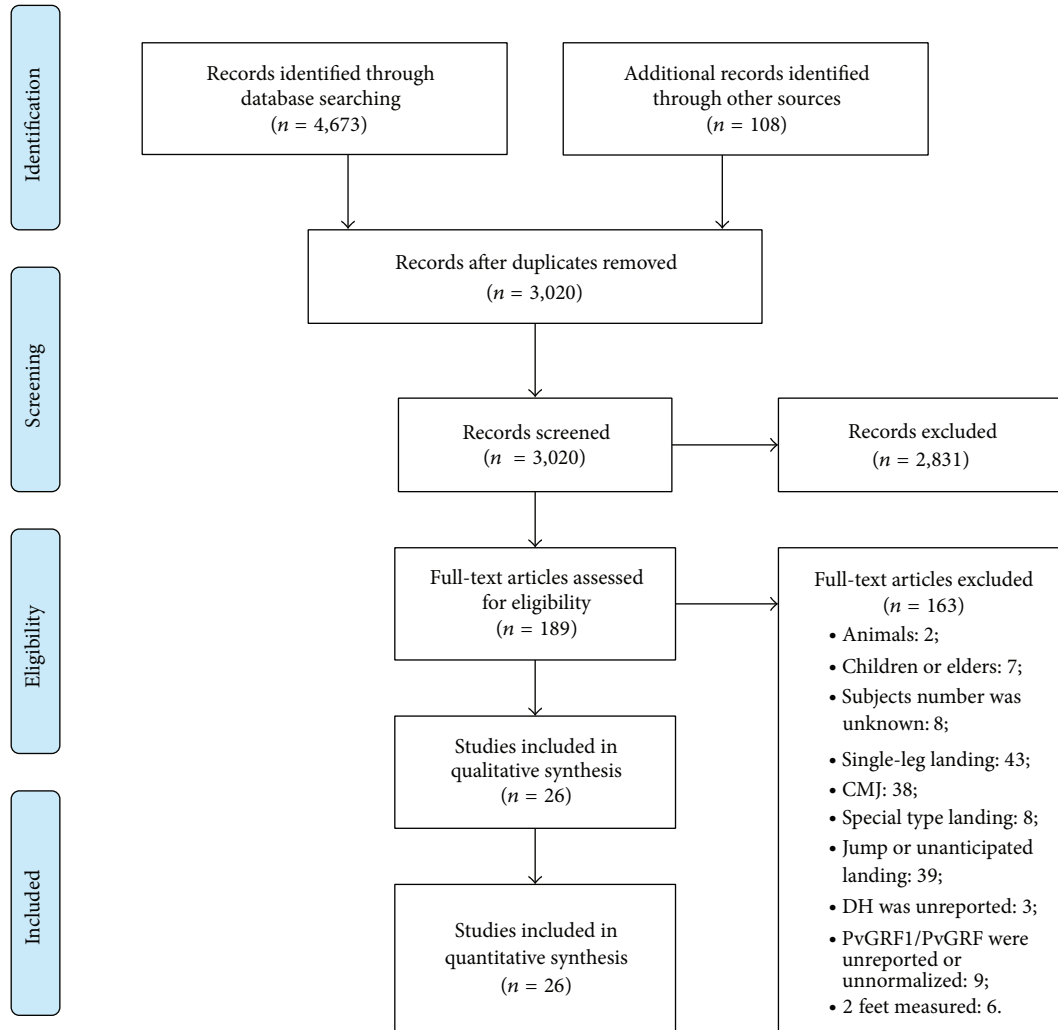 Identification
Records identified through
database searching
(n = 4,673)
Additional records identified
through other sources
(n = 108)
Records after duplicates removed
(n = 3,020)
Screening
Records screened
(n = 3,020)
Records excluded
(n = 2,831)
Eligibility
Full-text articles assessed
for eligibility
(n = 189)
Full-text articles excluded
(n = 163)
• Animals: 2;
• Children or elders: 7;
• Subjects number was
unknown: 8;
• Single-leg landing: 43;
• CMJ: 38;
• Special type landing: 8;
• Jump or unanticipated
landing: 39;
• DH was unreported: 3;
• PvGRF1/PvGRF were
unreported or
unnormalized: 9;
• 2 feet measured: 6.
Studies included in
qualitative synthesis
(n = 26)
Included
Studies included in
quantitative synthesis
(n = 26)